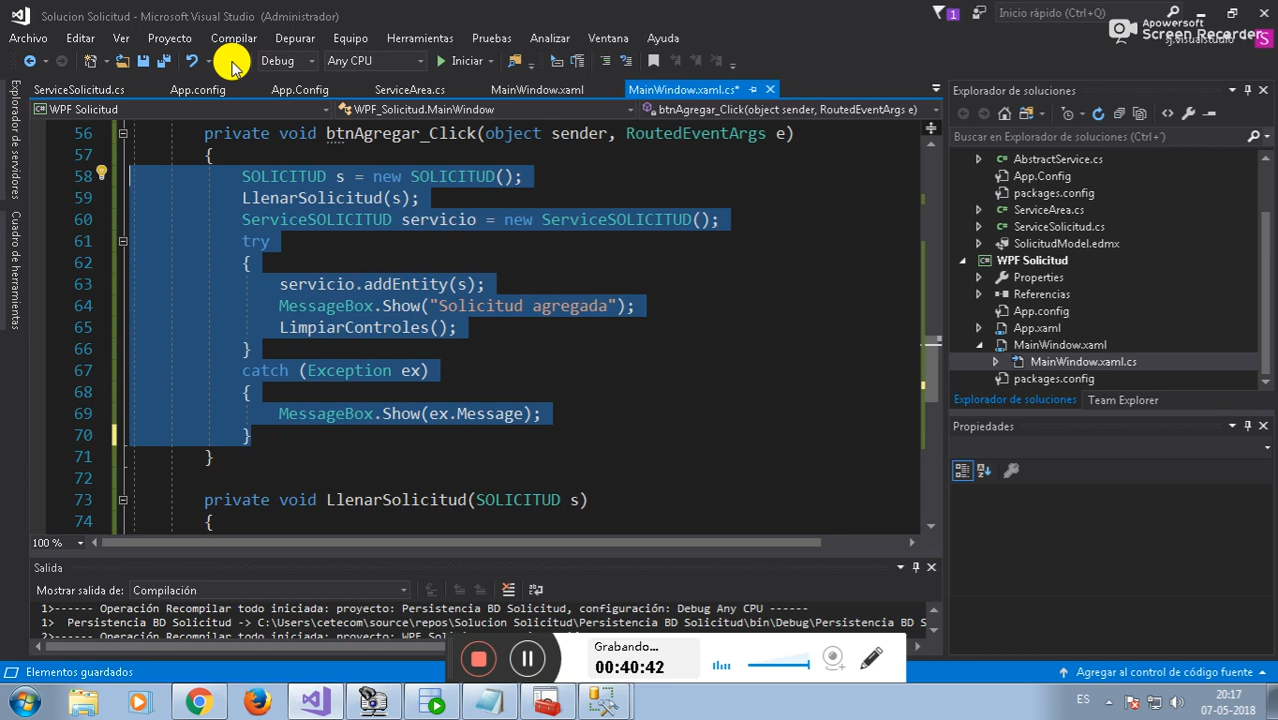 Solucion Solicitud - Microsoft Visual Studio (Administrador)
1
Inicio rápido (Ctrl+Q)
Apowersoft
Screen Recorder
Archivo Editar Ver Proyecto Compilar Depurar Equipo Herramientas Pruebas Analizar Ventana Ayuda
sj.visualstudio
S
Debug Any CPU Iniciar
ServiceSolicitud.cs App.config App.Config ServiceArea.cs MainWindow.xaml MainWindow.xaml.cs*
WPF Solicitud WPF_Solicitud.MainWindow btnAgregar_Click(object sender, RoutedEventArgs e)
Explorador de servidores
Cuadro de herramientas
56 private void btnAgregar_Click(object sender, RoutedEventArgs e)
57 {
58 SOLICITUD s = new SOLICITUD();
59 LlenarSolicitud(s);
60 ServiceSOLICITUD servicio = new ServiceSOLICITUD();
61 try
62 {
63 servicio.addEntity(s);
64 MessageBox.Show("Solicitud agregada");
65 LimpiarControles();
66 }
67 catch (Exception ex)
68 {
69 MessageBox.Show(ex.Message);
70 }
71 }
72
73 private void LlenarSolicitud(SOLICITUD s)
74 {
100 %
Explorador de soluciones
Buscar en Explorador de soluciones (Ctrl+
AbstractService.cs
App.Config
packages.config
ServiceArea.cs
ServiceSolicitud.cs
SolicitudModel.edmx
WPF Solicitud
Properties
Referencias
App.config
App.xaml
MainWindow.xaml
MainWindow.xaml.cs
packages.config
Explorador de soluciones Team Explorer
Propiedades
Salida
Mostrar salida de: Compilación
1>------ Operación Recompilar todo iniciada: proyecto: Persistencia BD Solicitud, configuración: Debug Any CPU ------
1> Persistencia BD Solicitud -> C:\Users\cetecom\source\repos\Solucion Solicitud\Persistencia BD Solicitud\bin\Debug\Persistencia BD S
2>------ Operación Recompilar todo iniciada: proyecto: WPF
Grabando...
00:40:42
Elementos guardados
Agregar al control de código fuente
ES
20:17
07-05-2018